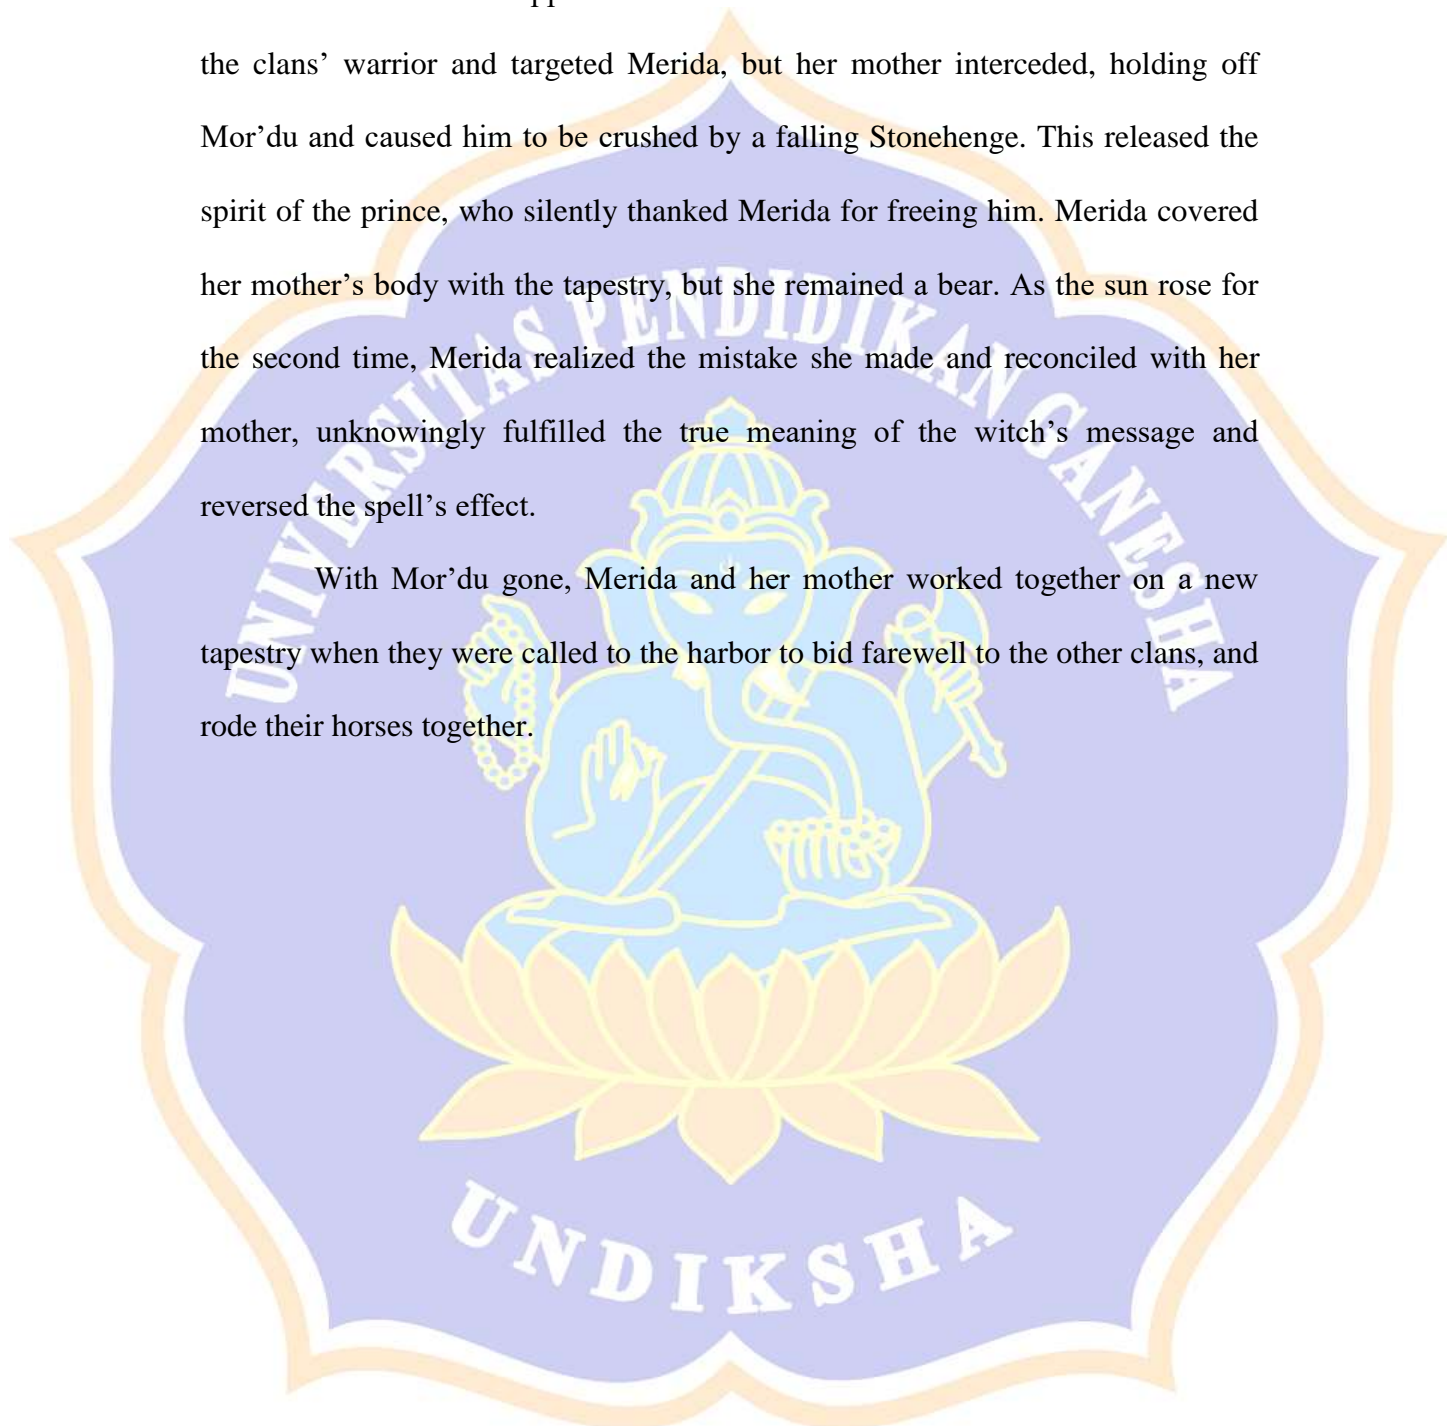 the clans’ warrior and targeted Merida, but her mother interceded, holding off
Mor’du and caused him to be crushed by a falling Stonehenge. This released the
spirit of the prince, who silently thanked Merida for freeing him. Merida covered
her mother’s body with the tapestry, but she remained a bear. As the sun rose for
the second time, Merida realized the mistake she made and reconciled with her
mother, unknowingly fulfilled the true meaning of the witch’s message and
reversed the spell’s effect.
With Mor’du gone, Merida and her mother worked together on a new
tapestry when they were called to the harbor to bid farewell to the other clans, and
rode their horses together.
UNIVERSITAS PENDIDIKAN GANESHA
UNDIKSHA